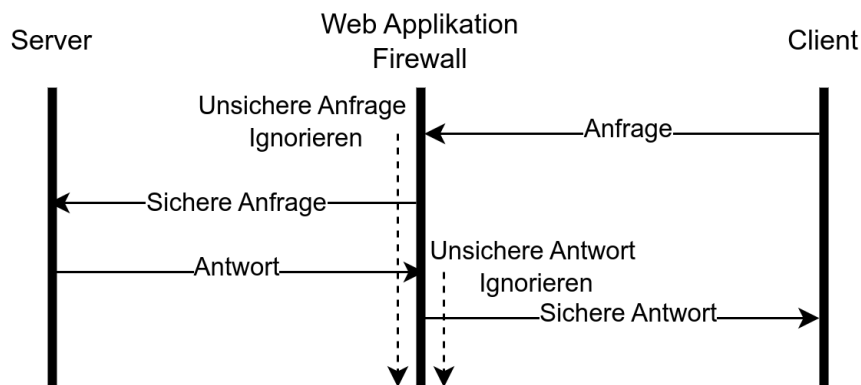 Server
Web Applikation
Firewall
Client
Unsichere Anfrage
Ignorieren
Anfrage
Sichere Anfrage
Antwort
Unsichere Antwort
Ignorieren
Sichere Antwort